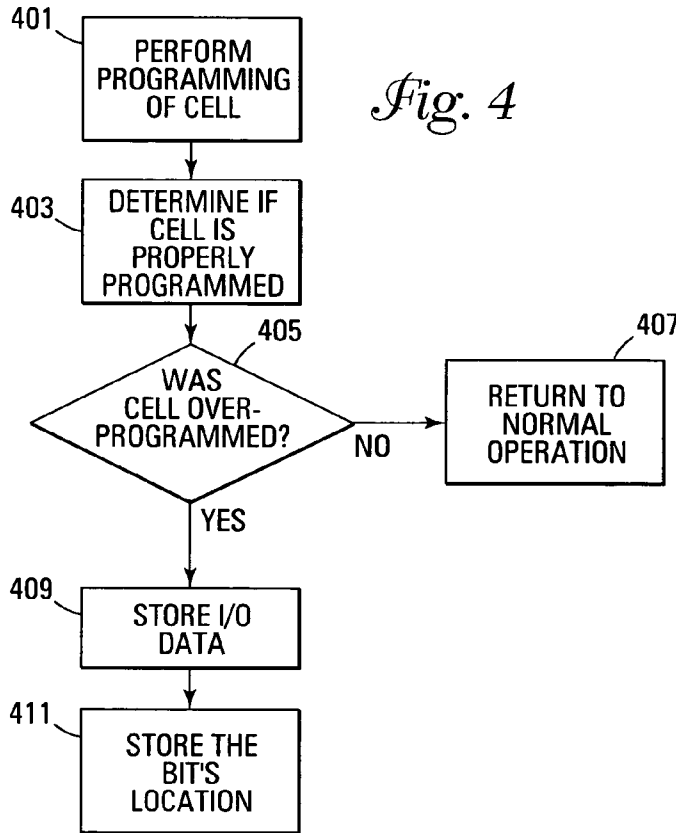 401
PERFORM
PROGRAMMING
OF CELL
Fig. 4
403
DETERMINE IF
CELL IS
PROPERLY
PROGRAMMED
405
WAS
CELL OVER-
PROGRAMMED?
NO
407
RETURN TO
NORMAL
OPERATION
YES
409
STORE I/O
DATA
411
STORE THE
BIT'S
LOCATION